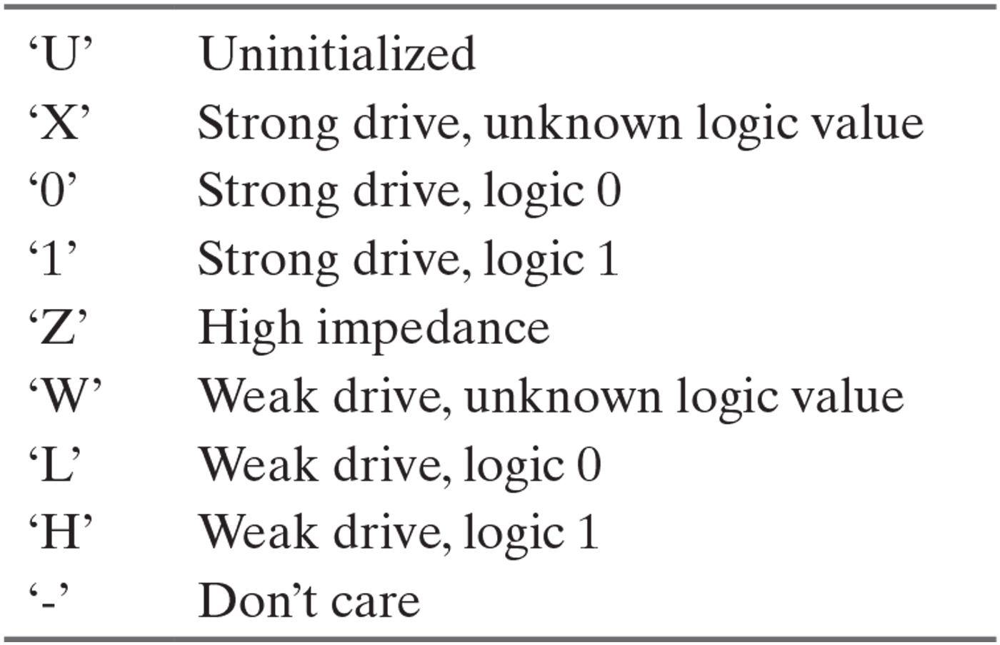 ‘U’ Uninitialized
‘X’ Strong drive, unknown logic value
‘0’ Strong drive, logic 0
‘1’ Strong drive, logic 1
‘Z’ High impedance
‘W’ Weak drive, unknown logic value
‘L’ Weak drive, logic 0
‘H’ Weak drive, logic 1
‘-’ Don’t care